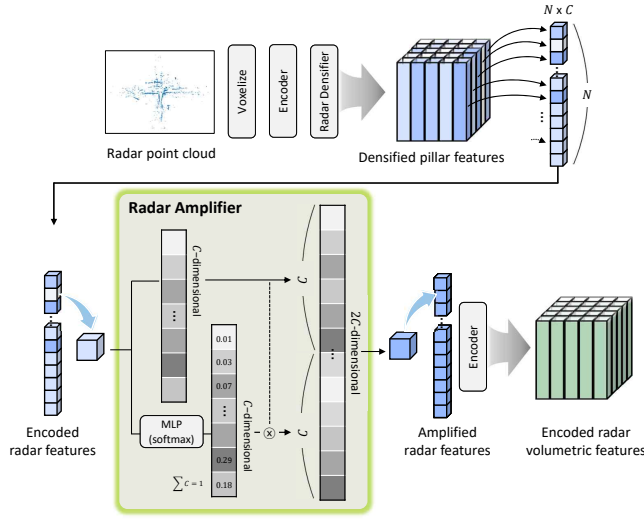 N x C
Voxelize
Encoder
Radar Densifier
N
...
Radar point cloud
Densified pillar features
Radar Amplifier
C-dimensional
...
C
2C-dimensional
...
0.01
0.03
0.07
...
0.29
0.18
C-dimensional
MLP
(softmax)
x
C
∑ C = 1
Encoder
Encoded
radar features
Amplified
radar features
Encoded radar
volumetric features